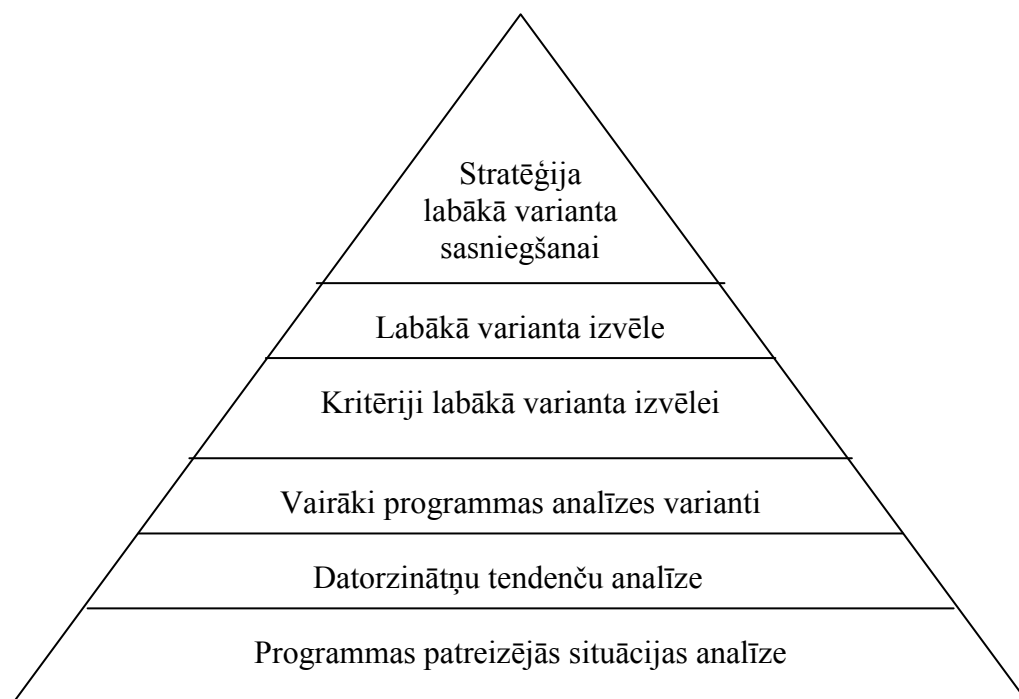 Stratēģija
labākā varianta
sasniegšanai
Labākā varianta izvēle
Kritēriji labākā varianta izvēlei
Vairāki programmas analīzes varianti
Datorzinātņu tendenču analīze
Programmas patreizējās situācijas analīze